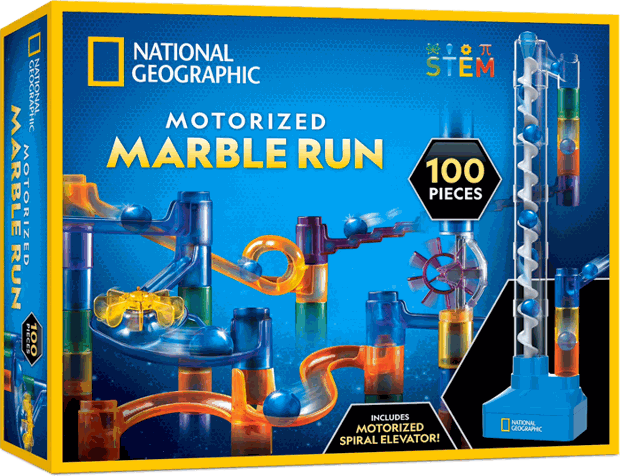 NATIONAL
GEOGRAPHIC
STEM
MOTORIZED
MARBLE RUN
100
PIECES
INCLUDES
MOTORIZED
SPIRAL ELEVATOR!
NATIONAL
GEOGRAPHIC
NATIONAL
GEOGRAPHIC
MOTORIZED
MARBLE RUN
100
PIECES